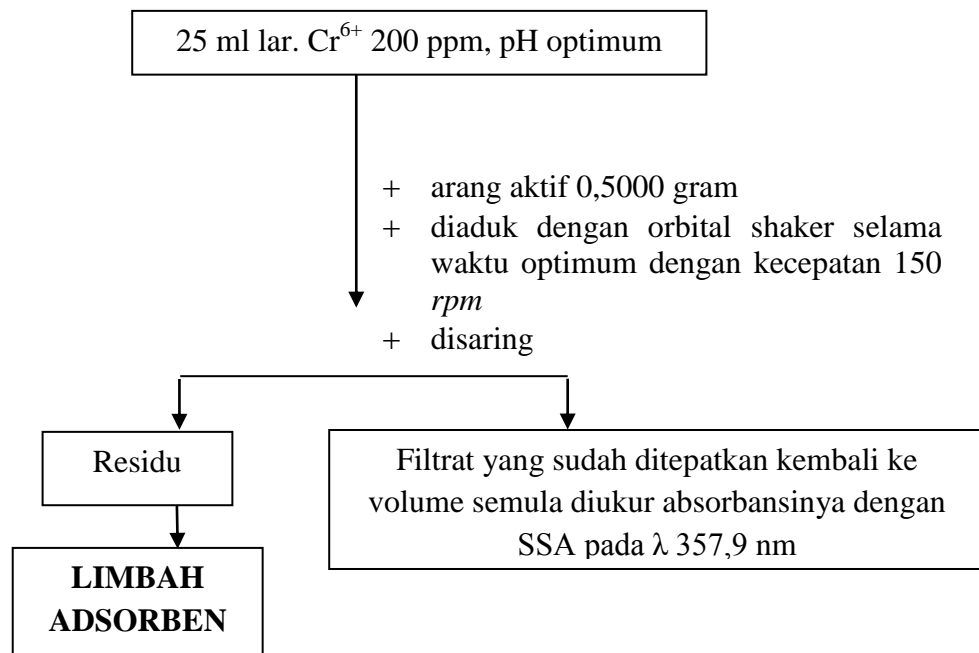 25 ml lar. Cr⁶⁺ 200 ppm, pH optimum
+ arang aktif 0,5000 gram
+ diaduk dengan orbital shaker selama
waktu optimum dengan kecepatan 150
rpm
+ disaring
Residu
Filtrat yang sudah ditepatkan kembali ke
volume semula diukur absorbansinya dengan
SSA pada λ 357,9 nm
LIMBAH
ADSORBEN